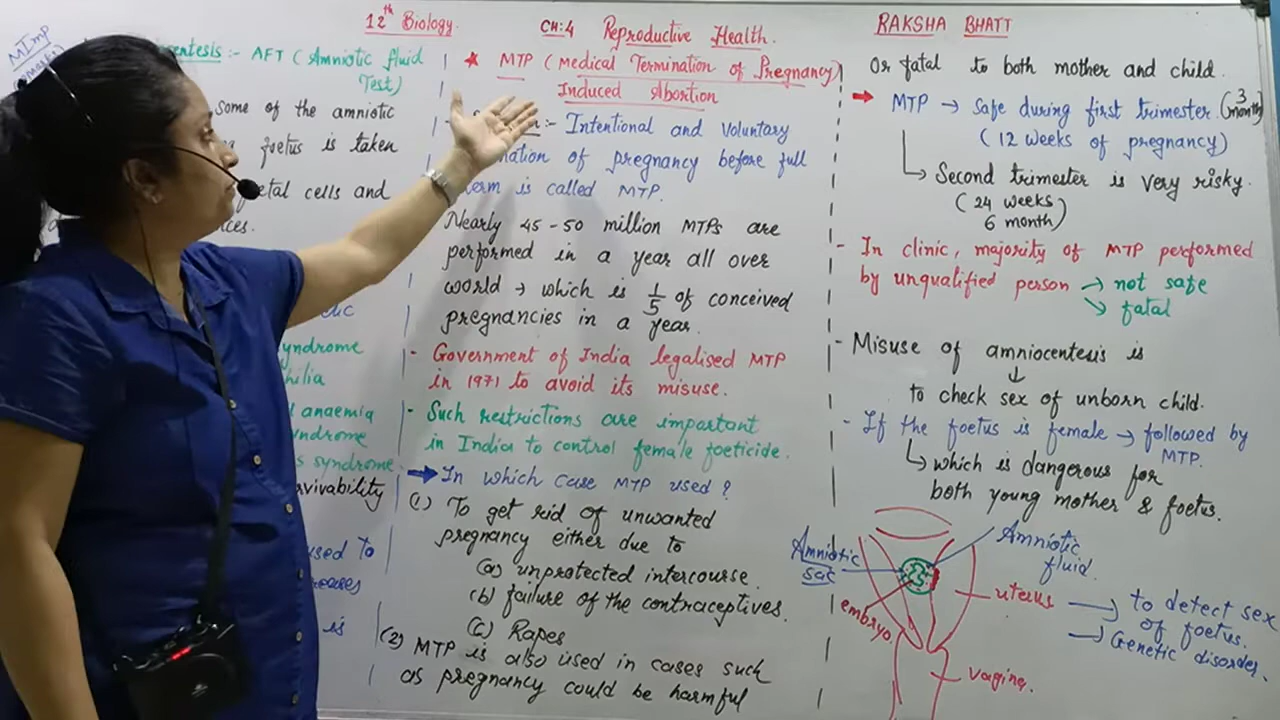 12th Biology.
CH:4 Reproductive Health.
RAKSHA BHATT
MImp
entesis :- AFT (Amniotic fluid
Test)
some of the amniotic
foetus is taken
etal cells and
ces.
yndrome
hilia
anaemia
yndrome
s syndrome
rvivability
used to
is
★ MTP (Medical Termination of Pregnancy)
Induced Abortion
:- Intentional and Voluntary
nation of pregnancy before full
term is called MTP.
Nearly 45-50 million MTPs are
performed in a year all over
world → which is 1/5 of conceived
pregnancies in a year.
- Government of India legalised MTP
in 1971 to avoid its misuse.
- Such restrictions are important
in India to control female foeticide.
→ In which case MTP used?
(1) To get rid of unwanted
pregnancy either due to
(a) unprotected intercourse.
(b) failure of the contraceptives.
(c) Rapes
(2) MTP is also used in cases such
as pregnancy could be harmful
Or fatal to both mother and child.
→ MTP → Safe during first trimester (3 month)
(12 weeks of pregnancy)
↳ Second trimester is very risky.
(24 weeks
6 month)
- In clinic, majority of MTP performed
by unqualified person → not safe
↘ fatal
- Misuse of amniocentesis is
↓
to check sex of unborn child.
- If the foetus is female → followed by
MTP.
↳ which is dangerous for
both young mother & foetus.
Amniotic
sac
Amniotic
fluid.
embryo
uterus
→ to detect sex
of foetus.
→ Genetic disorder.
vagina.